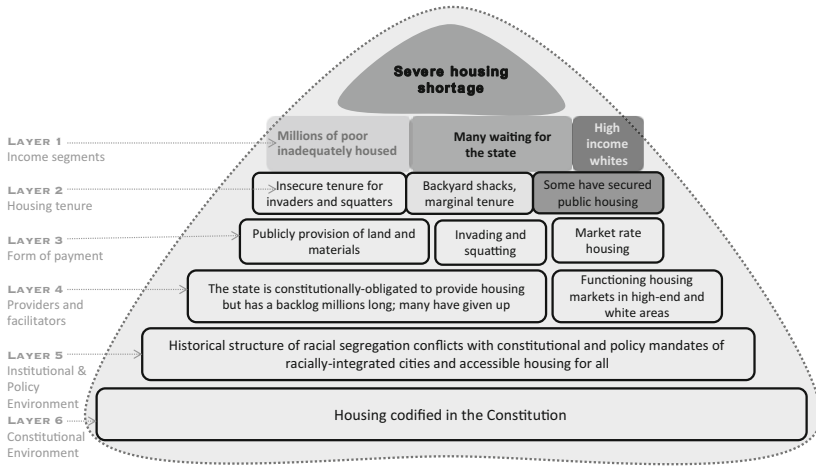 Severe housing
shortage
LAYER 1
Income segments
Millions of poor
inadequately housed
Many waiting for
the state
High
income
whites
LAYER 2
Housing tenure
Insecure tenure for
invaders and squatters
Backyard shacks,
marginal tenure
Some have secured
public housing
LAYER 3
Form of payment
Publicly provision of land and
materials
Invading and
squatting
Market rate
housing
LAYER 4
Providers and
facilitators
The state is constitutionally-obligated to provide housing
but has a backlog millions long; many have given up
Functioning housing
markets in high-end and
white areas
LAYER 5
Institutional &
Policy
Environment
Historical structure of racial segregation conflicts with constitutional and policy mandates of
racially-integrated cities and accessible housing for all
LAYER 6
Constitutional
Environment
Housing codified in the Constitution